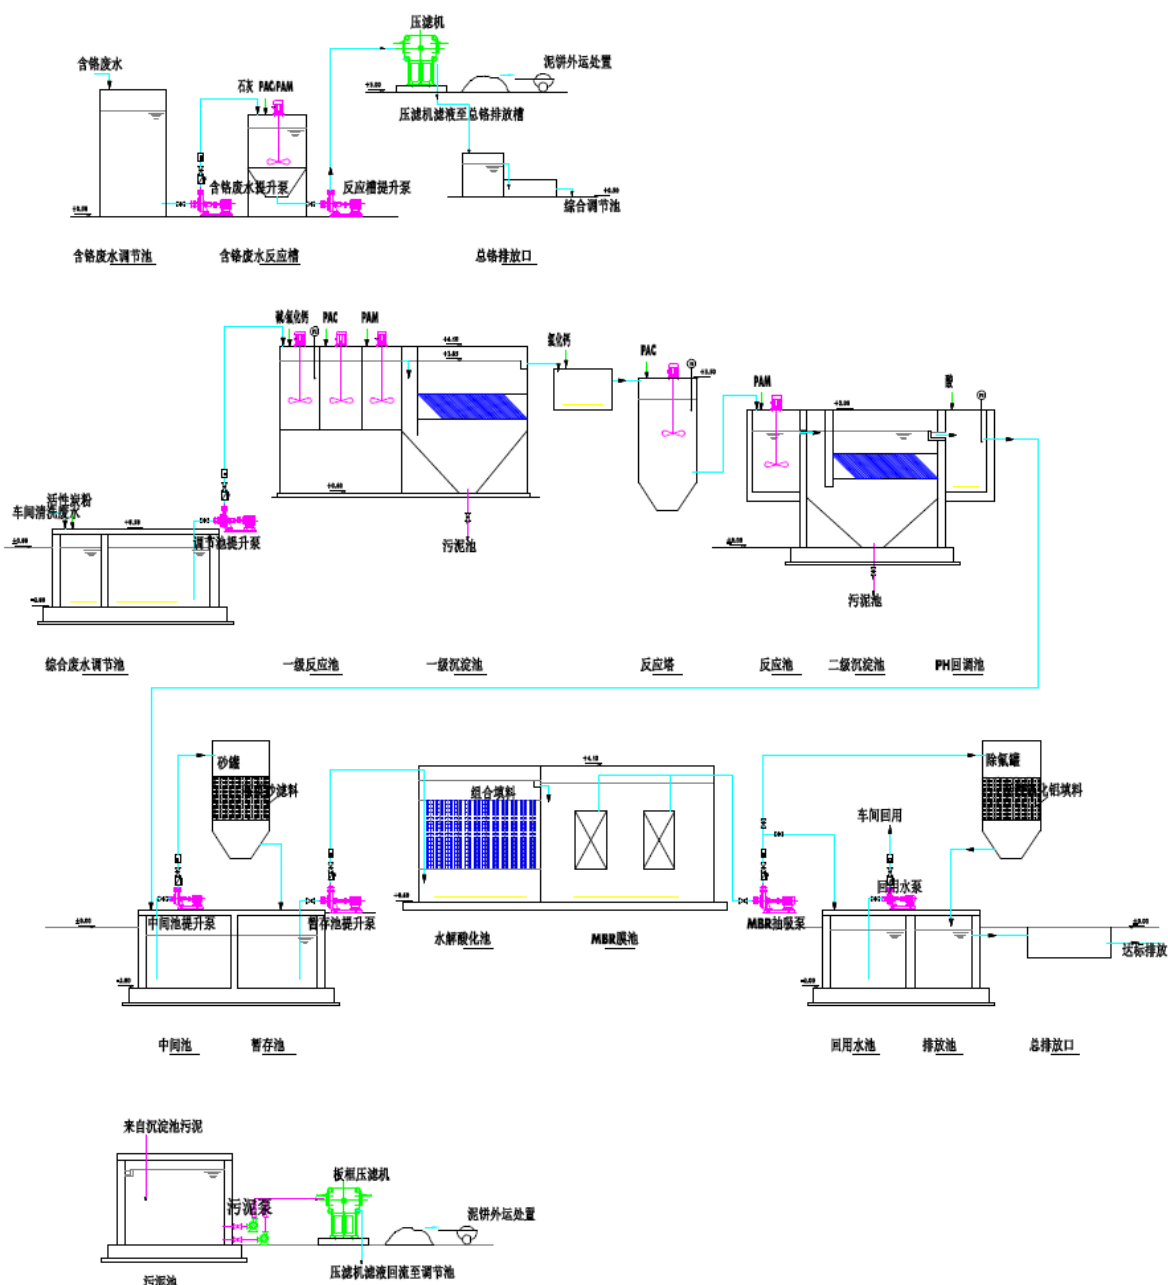 压滤机
含铬废水
泥饼外运处置
石灰 PAC/PAM
压滤机滤液至总铬排放槽
含铬废水提升泵
反应槽提升泵
综合调节池
含铬废水调节池
含铬废水反应槽
总铬排放口
碱/氯化钙
PAC
PAM
氯化钙
PAC
PAM
酸
活性炭粉
车间清洗废水
调节池提升泵
污泥池
污泥池
综合废水调节池
一级反应池
一级沉淀池
反应塔
反应池
二级沉淀池
PH回调池
砂罐
砂滤料
组合填料
除氟罐
化铝填料
车间回用
回用水泵
中间池提升泵
暂存池提升泵
MBR抽吸泵
水解酸化池
MBR膜池
达标排放
中间池
暂存池
回用水池
排放池
总排放口
来自沉淀池污泥
板框压滤机
污泥泵
泥饼外运处置
压滤机滤液回流至调节池
污泥池